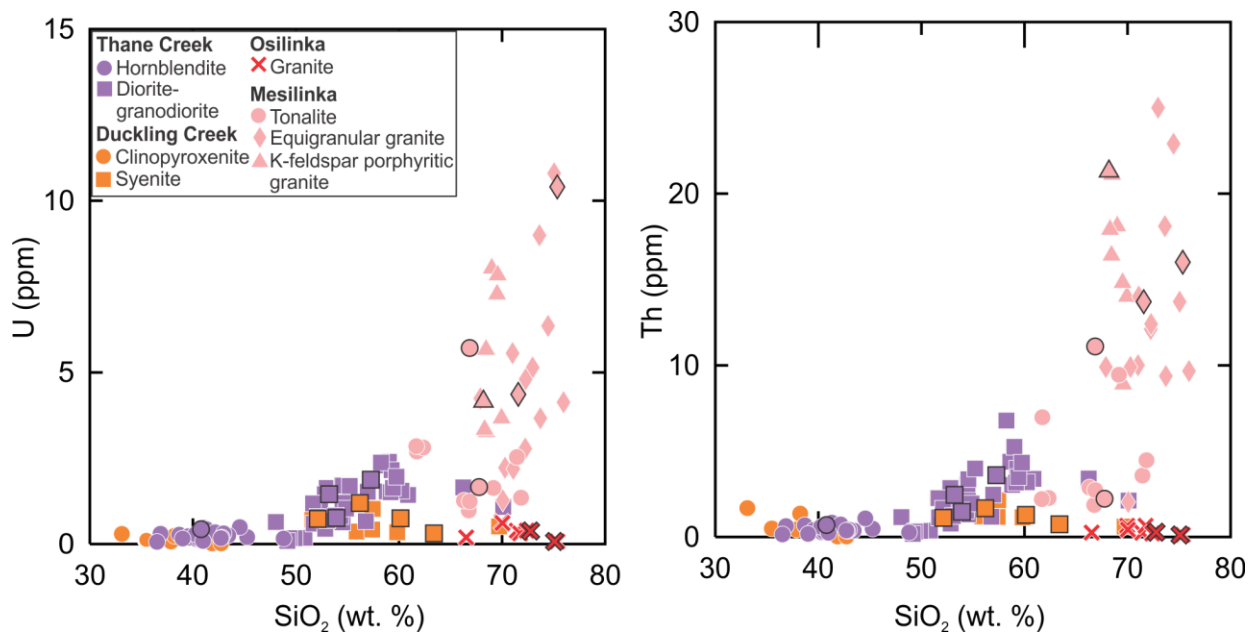 15
10
5
0
U (ppm)
30
40
50
60
70
80
SiO2 (wt. %)
Thane Creek
Hornblendite
Diorite-
granodiorite
Duckling Creek
Clinopyroxenite
Syenite
Osilinka
Granite
Mesilinka
Tonalite
Equigranular granite
K-feldspar porphyritic
granite
30
20
10
0
Th (ppm)
30
40
50
60
70
80
SiO2 (wt. %)